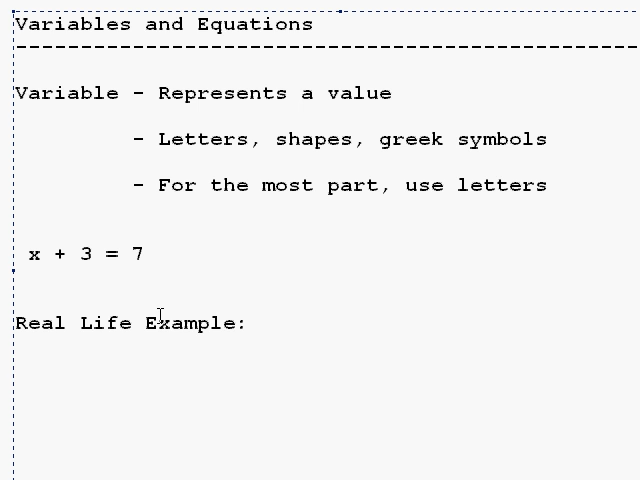 Variables and Equations
------------------------------------------------
Variable - Represents a value
- Letters, shapes, greek symbols
- For the most part, use letters
x + 3 = 7
Real Life Example: